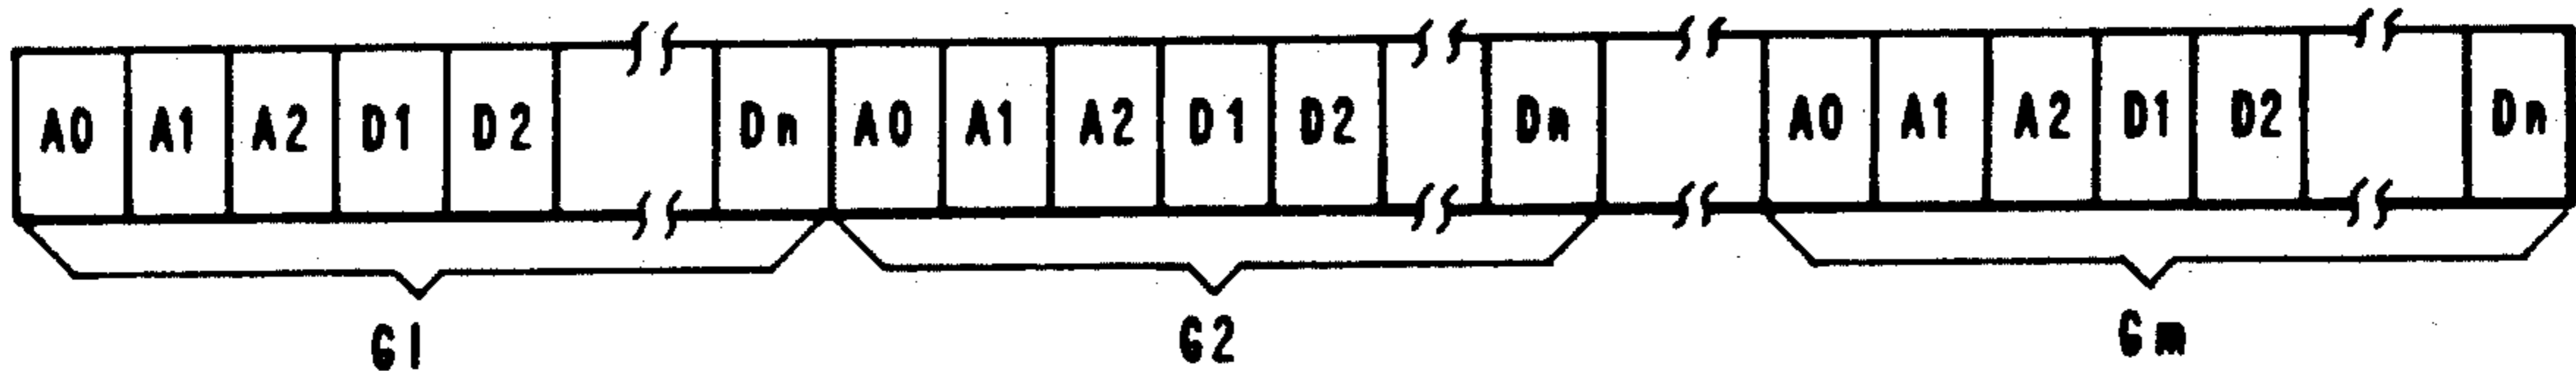 A0 A1 A2 D1 D2 Dn A0 A1 A2 D1 D2 Dn A0 A1 A2 D1 D2 Dn
G1 G2 Gm